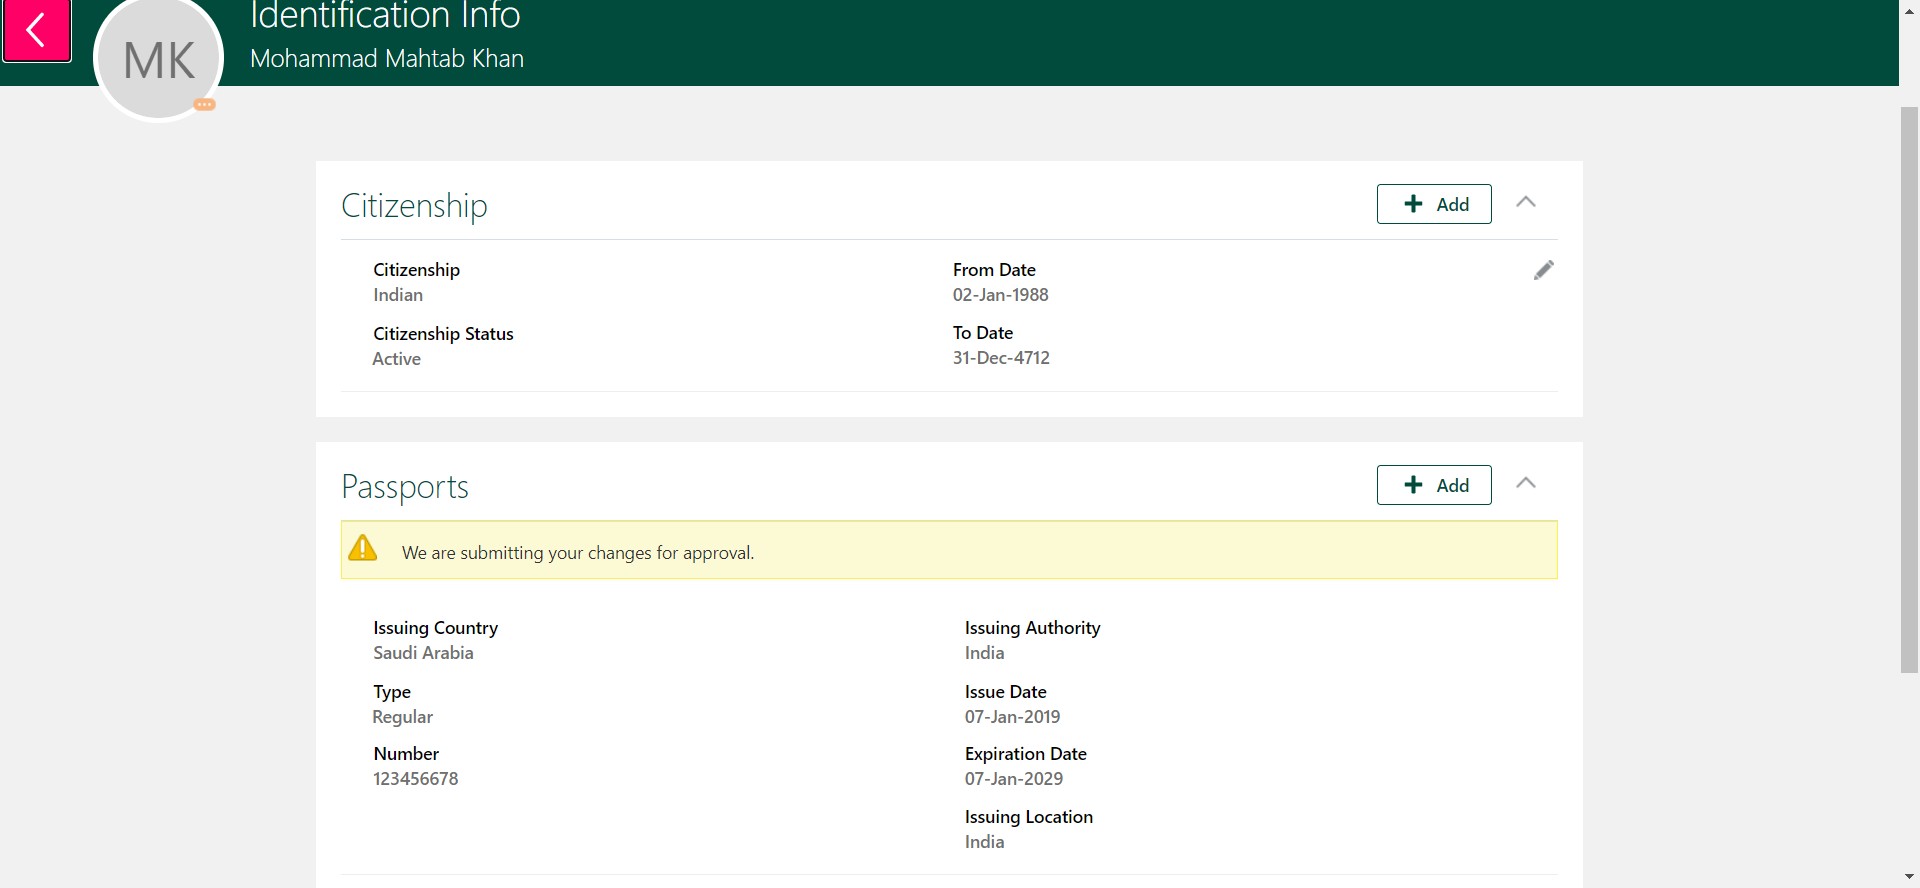 Identification Info
MK
Mohammad Mahtab Khan
Citizenship
Add
Citizenship
Indian
From Date
02-Jan-1988
Citizenship Status
Active
To Date
31-Dec-4712
Passports
Add
We are submitting your changes for approval.
Issuing Country
Saudi Arabia
Issuing Authority
India
Type
Regular
Issue Date
07-Jan-2019
Number
123456678
Expiration Date
07-Jan-2029
Issuing Location
India